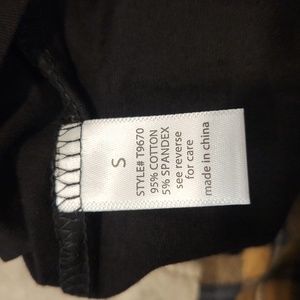 S
STYLE# T9670
95% COTTON
5% SPANDEX
see reverse
for care
made in china